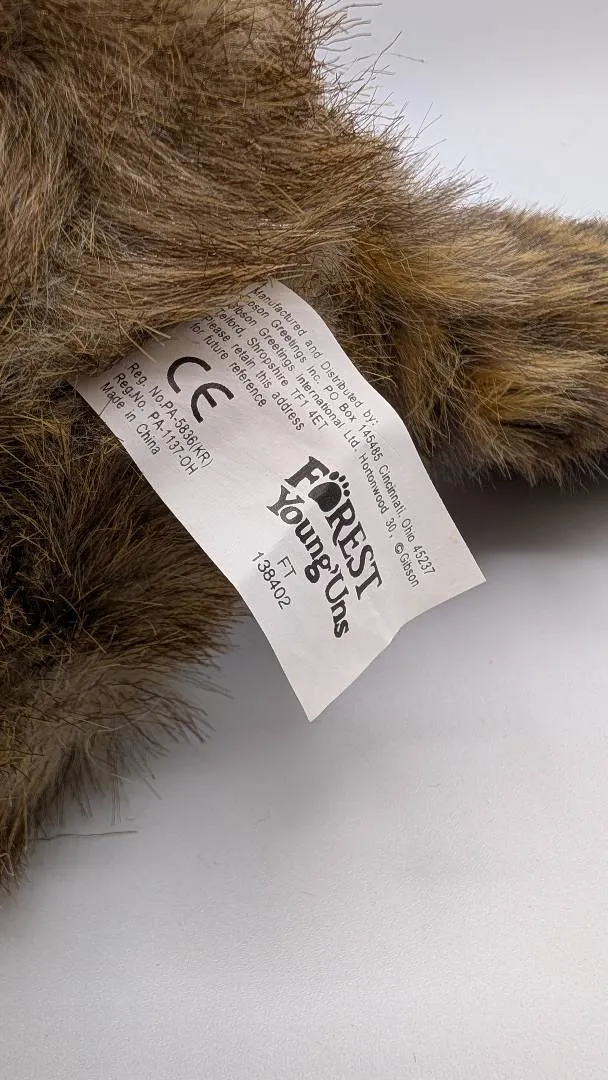 Manufactured and Distributed by:
Gibson Greetings Inc. PO Box 145485 Cincinnati, Ohio 45237
Gibson Greetings International Ltd. Hortonwood 30, ©Gibson
Telford, Shropshire TF1 4ET
Please retain this address
for future reference
CE
Reg. No.PA-5836(KR)
Reg.No. PA-1137-OH
Made in China
FOREST
Young'Uns
FT
138402